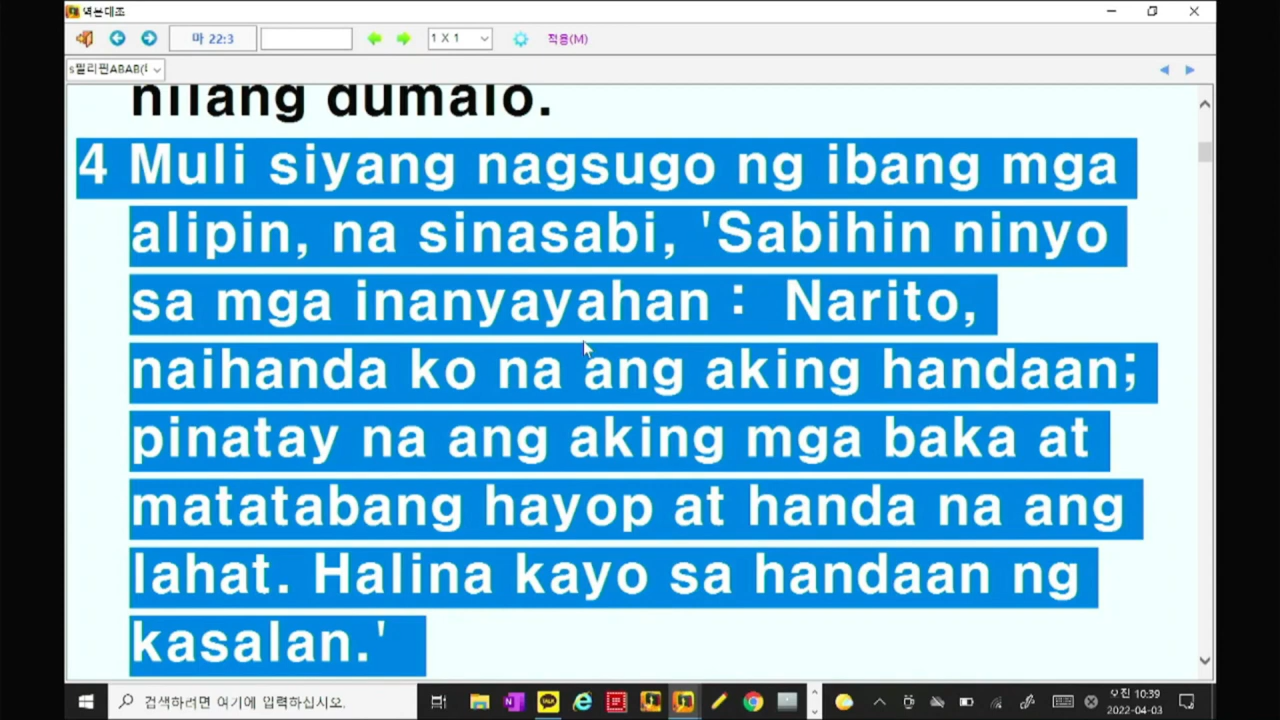 역본대조
마 22:3
1 X 1
적용(M)
s필리핀ABAB(
nilang dumalo.
4 Muli siyang nagsugo ng ibang mga
alipin, na sinasabi, 'Sabihin ninyo
sa mga inanyayahan : Narito,
naihanda ko na ang aking handaan;
pinatay na ang aking mga baka at
matatabang hayop at handa na ang
lahat. Halina kayo sa handaan ng
kasalan.'
검색하려면 여기에 입력하십시오.
TALK
오전 10:39
2022-04-03